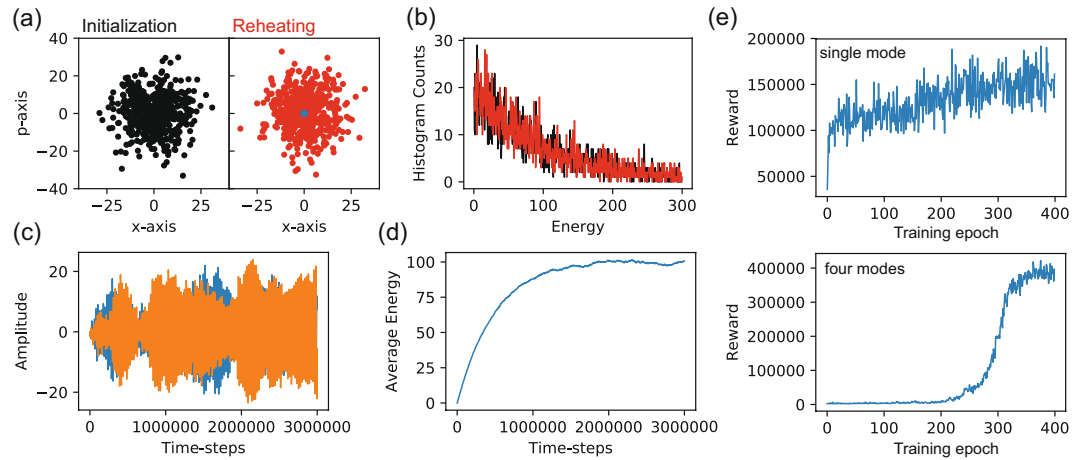 (a)
Initialization
Reheating
40
20
0
−20
−40
p-axis
−25 0 25
−25 0 25
x-axis
x-axis
(b)
30
20
10
0
Histogram Counts
0 100 200 300
Energy
(c)
20
0
−20
Amplitude
0 1000000 2000000 3000000
Time-steps
(d)
100
75
50
25
0
Average Energy
0 1000000 2000000 3000000
Time-steps
(e)
single mode
200000
150000
100000
50000
Reward
0 100 200 300 400
Training epoch
four modes
400000
300000
200000
100000
0
Reward
0 100 200 300 400
Training epoch